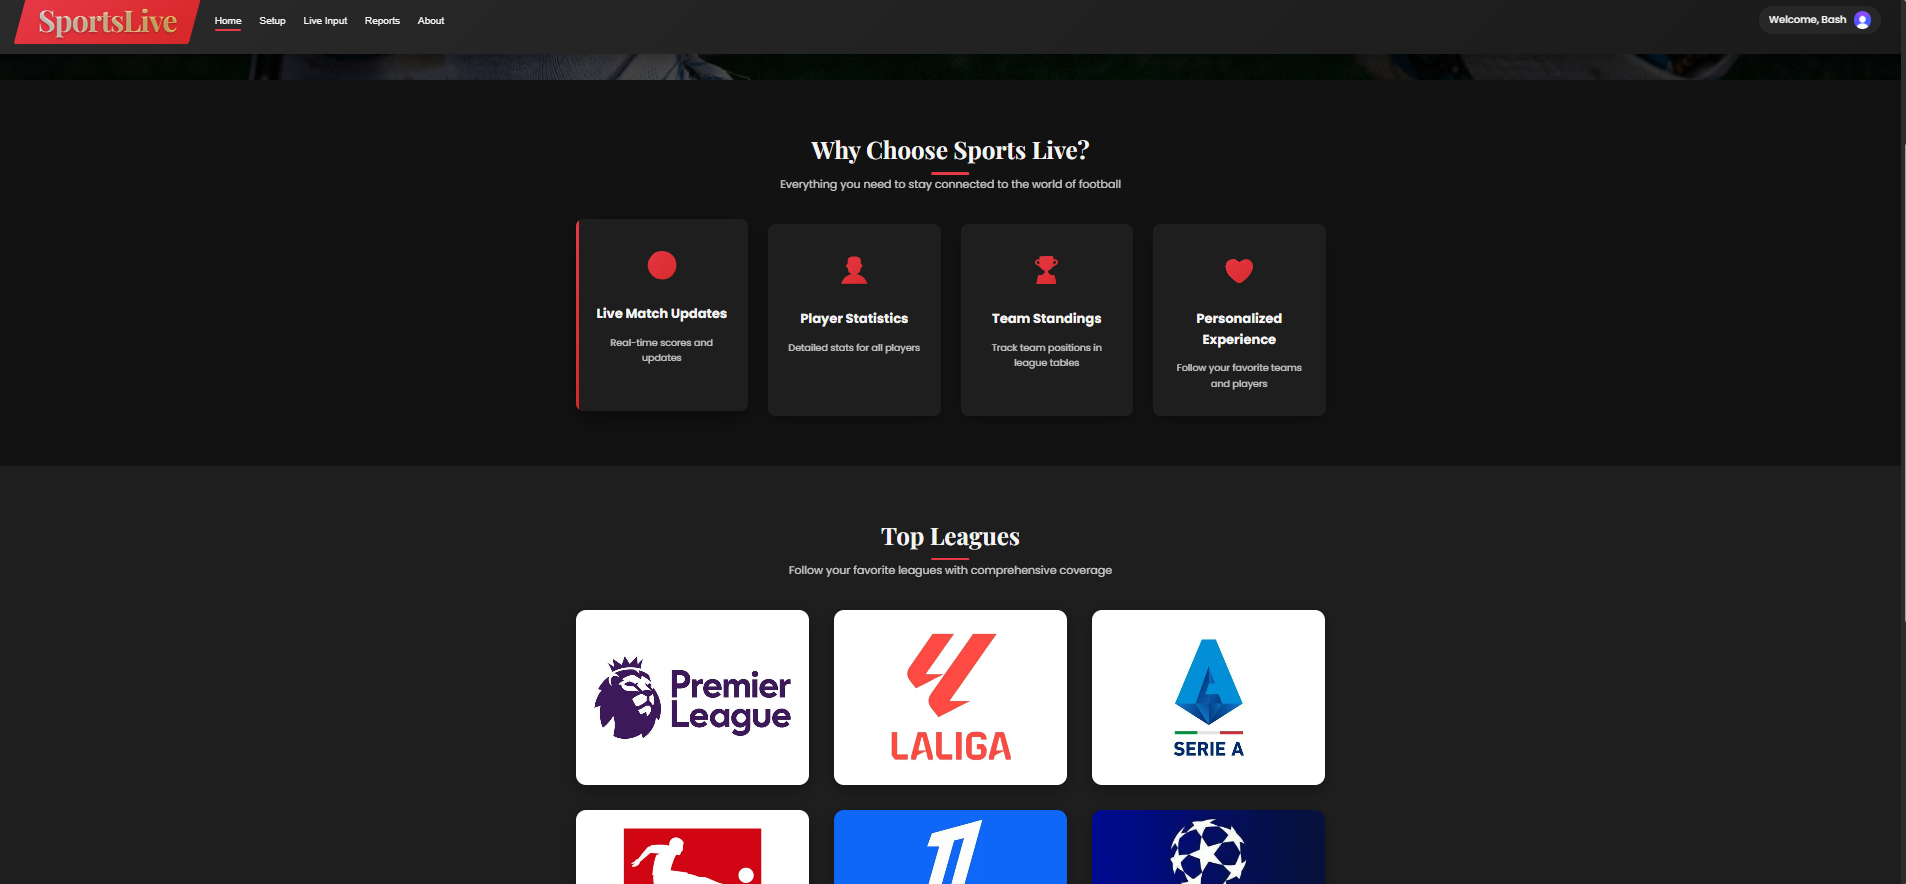 SportsLive
Home Setup Live Input Reports About
Welcome, Bash
Why Choose Sports Live?
Everything you need to stay connected to the world of football
Live Match Updates
Real-time scores and
updates
Player Statistics
Detailed stats for all players
Team Standings
Track team positions in
league tables
Personalized
Experience
Follow your favorite teams
and players
Top Leagues
Follow your favorite leagues with comprehensive coverage
Premier
League
LALIGA
SERIE A